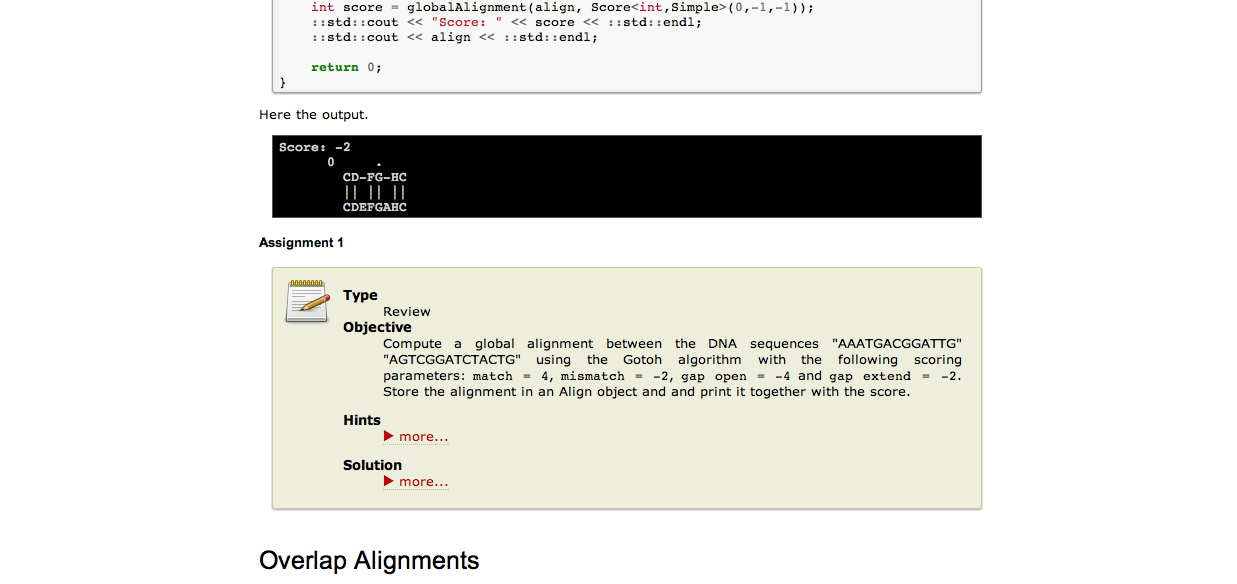 int score = globalAlignment(align, Score<int,Simple>(0,-1,-1));
::std::cout << "Score: " << score << ::std::endl;
::std::cout << align << ::std::endl;
return 0;
}
Here the output.
Score: -2
0 .
CD-FG-HC
|| || ||
CDEFGAHC
Assignment 1
Type
Review
Objective
Compute a global alignment between the DNA sequences "AAATGACGGATTG"
"AGTCGGATCTACTG" using the Gotoh algorithm with the following scoring
parameters: match = 4, mismatch = -2, gap open = -4 and gap extend = -2.
Store the alignment in an Align object and and print it together with the score.
Hints
▶ more...
Solution
▶ more...
Overlap Alignments